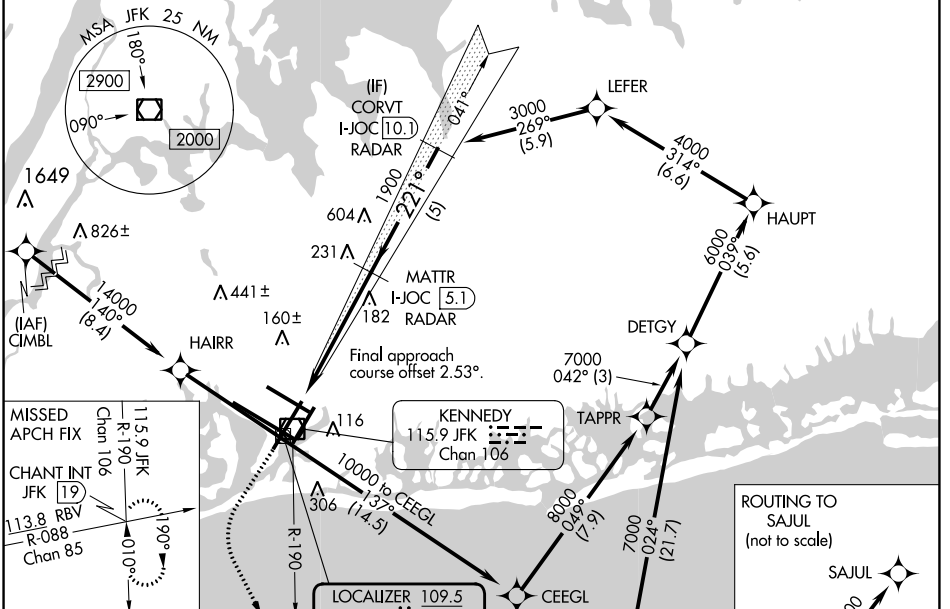 MSA JFK 25 NM
180°
2900
090°
2000
1649
826±
(IAF)
CIMBL
14000
140°
(8.4)
HAIRR
441±
160±
604
231
182
(IF)
CORVT
I-JOC 10.1
RADAR
041°
1900
221°
(5)
MATTR
I-JOC 5.1
RADAR
Final approach
course offset 2.53°.
3000
269°
(5.9)
LEFER
4000
314°
(6.6)
HAUPT
6000
039°
(5.6)
DETGY
7000
042° (3)
TAPPR
KENNEDY
115.9 JFK
Chan 106
116
306
10000 to CEEGL
137°
(14.5)
R-190
8000
049°
(7.9)
7000
024°
(21.7)
CEEGL
LOCALIZER 109.5
MISSED
APCH FIX
115.9 JFK
R-190
Chan 106
CHANT INT
JFK 19
113.8 RBV
R-088
Chan 85
190°
010°
ROUTING TO
SAJUL
(not to scale)
SAJUL